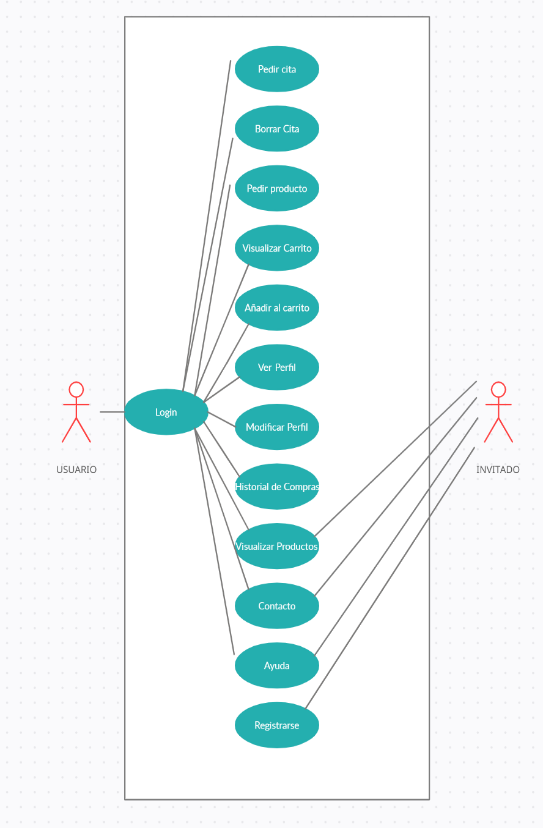 Pedir cita
Borrar Cita
Pedir producto
Visualizar Carrito
Añadir al carrito
Ver Perfil
Login
Modificar Perfil
USUARIO
INVITADO
Historial de Compras
Visualizar Productos
Contacto
Ayuda
Registrarse